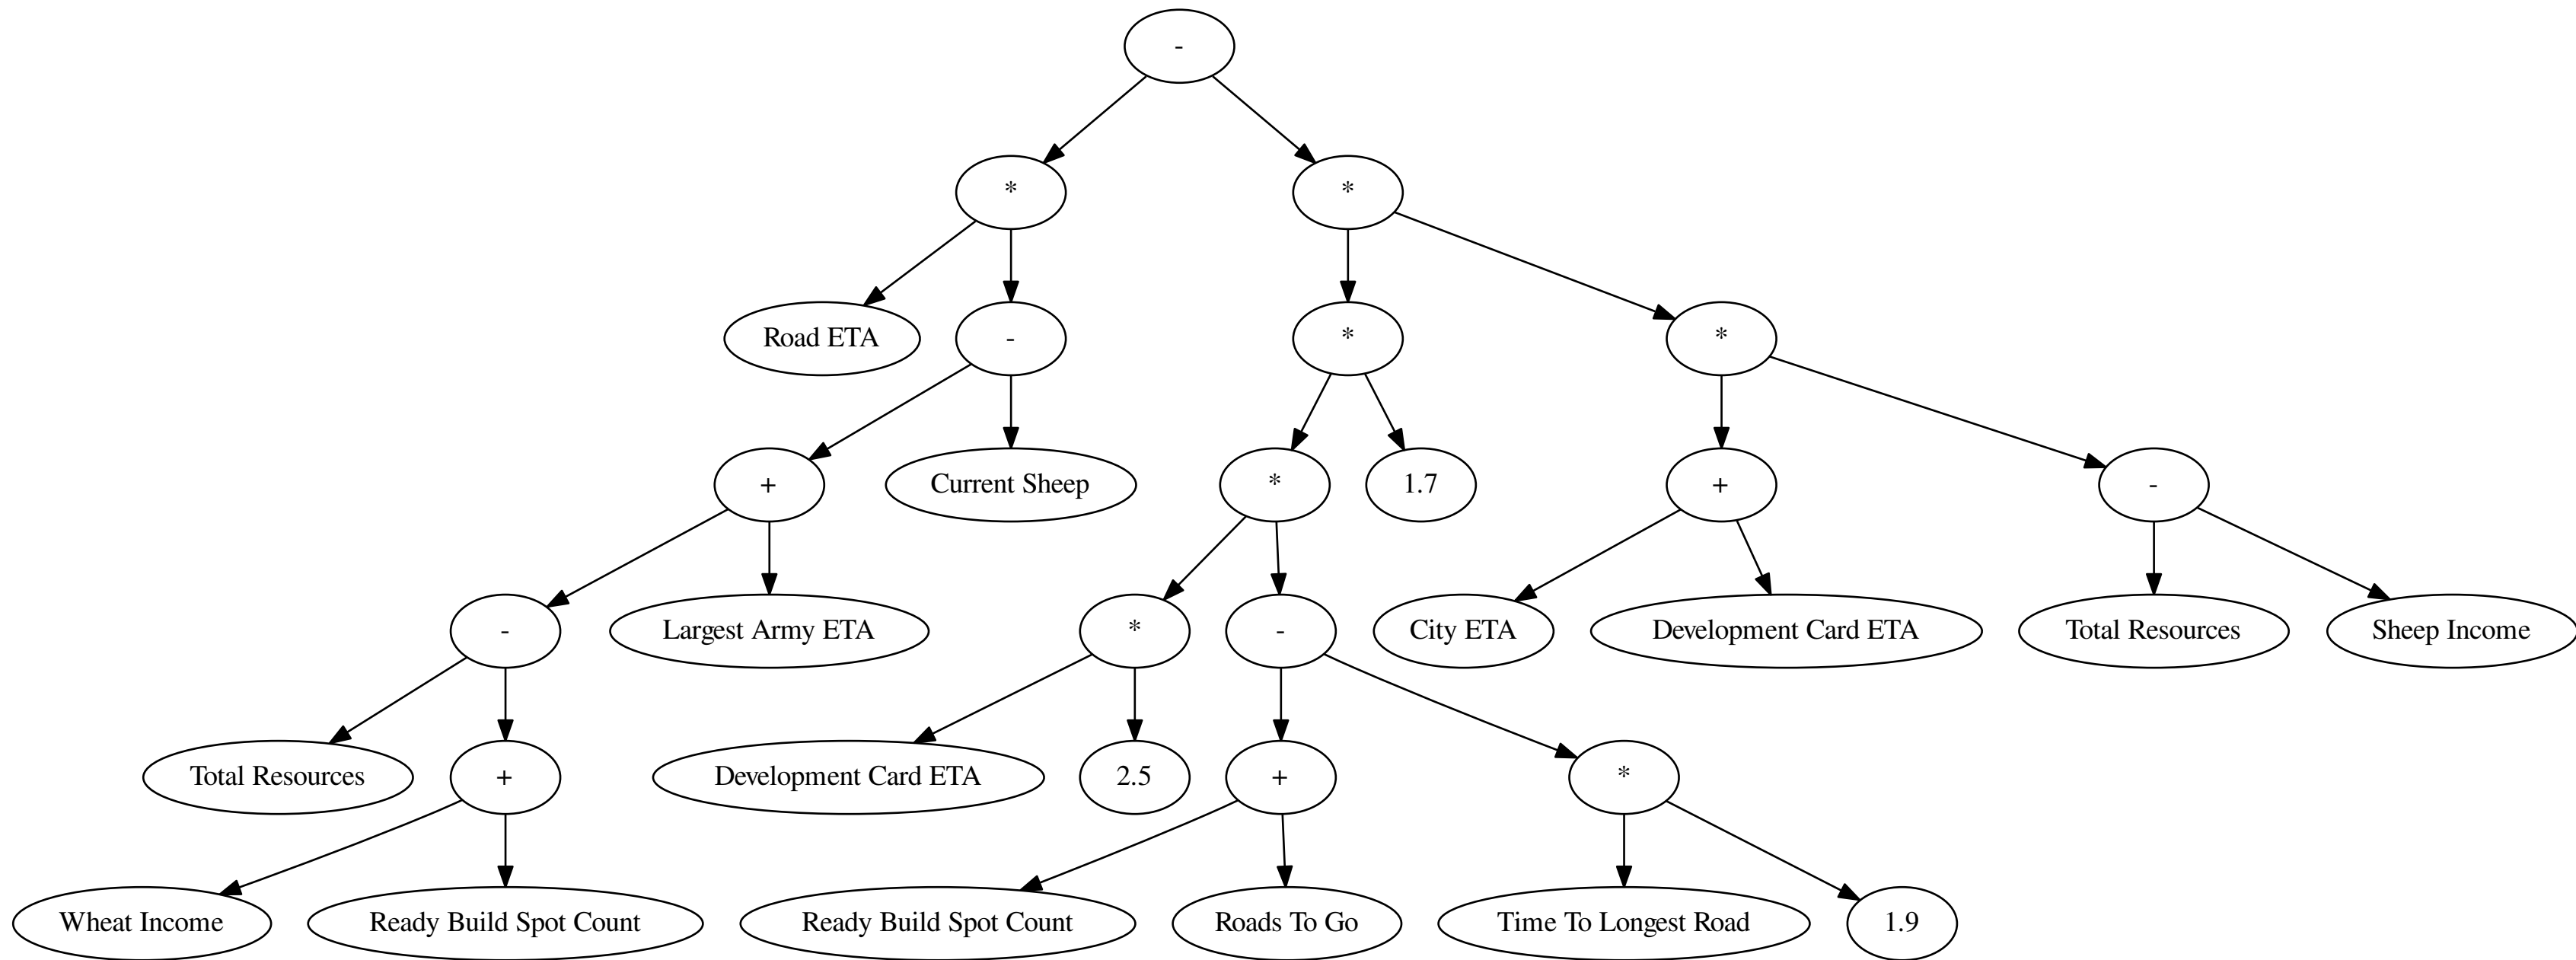 -
*
*
Road ETA
-
*
*
+
Current Sheep
*
1.7
+
-
-
Largest Army ETA
*
-
City ETA
Development Card ETA
Total Resources
Sheep Income
Total Resources
+
Development Card ETA
2.5
+
*
Wheat Income
Ready Build Spot Count
Ready Build Spot Count
Roads To Go
Time To Longest Road
1.9